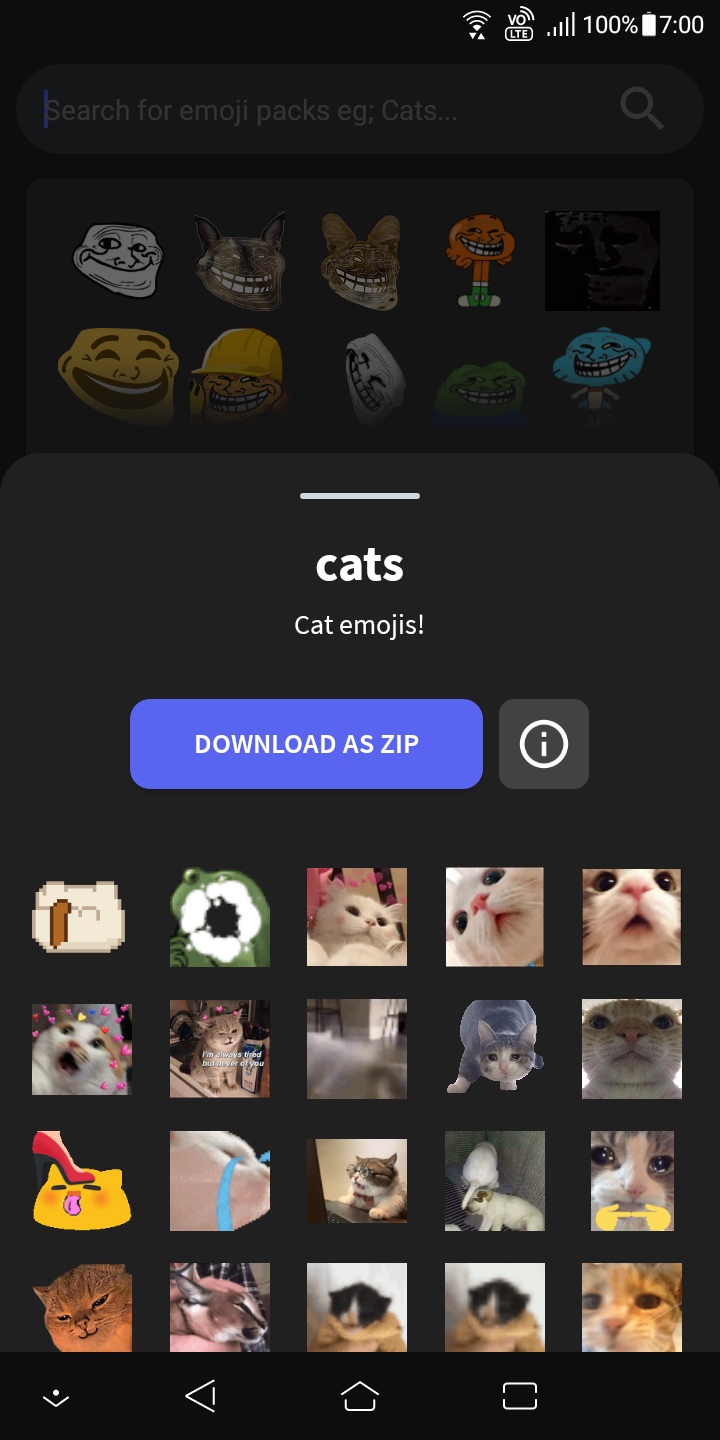 VO LTE 100% 7:00
Search for emoji packs eg; Cats...
cats
Cat emojis!
DOWNLOAD AS ZIP
I'm always tired
but never of you